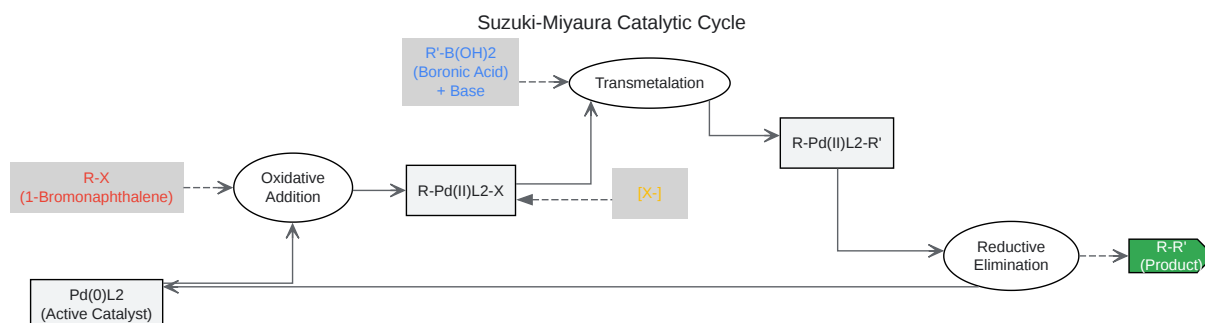 Suzuki-Miyaura Catalytic Cycle
R'-B(OH)2
(Boronic Acid)
+ Base
Transmetalation
R-Pd(II)L2-R'
R-X
(1-Bromonaphthalene)
Oxidative
Addition
R-Pd(II)L2-X
[X-]
Reductive
Elimination
R-R'
(Product)
Pd(0)L2
(Active Catalyst)